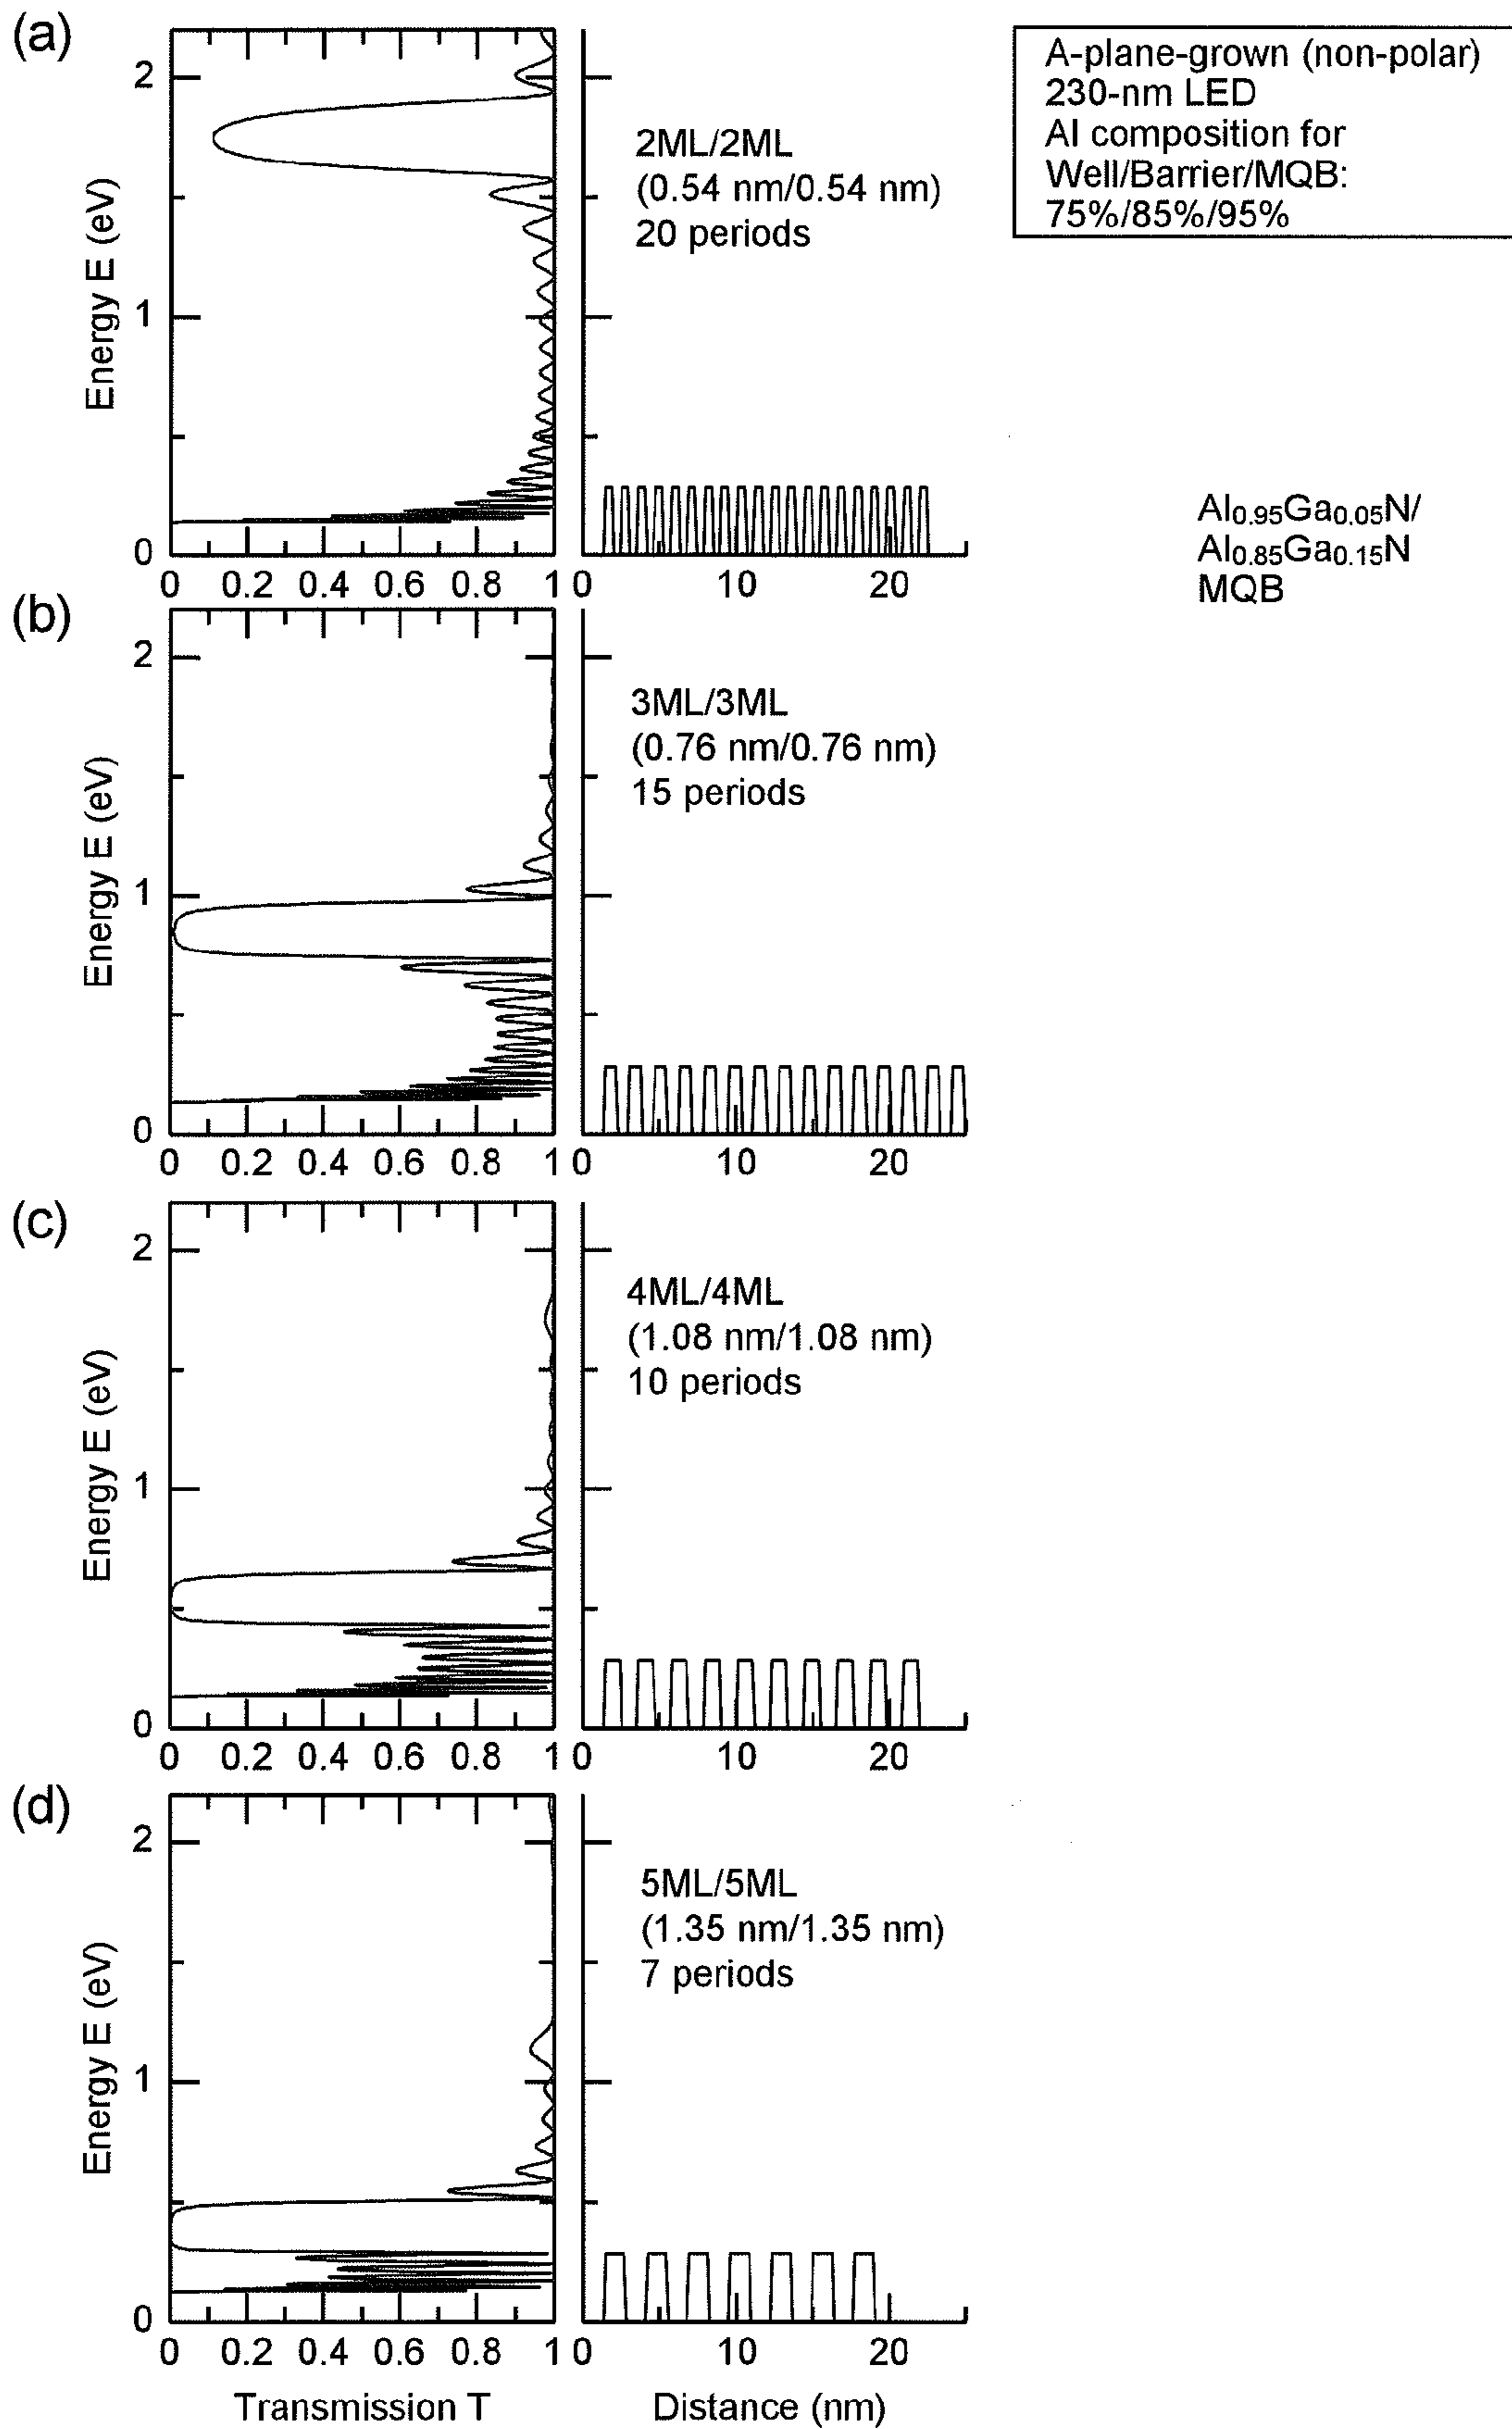 (a)
A-plane-grown (non-polar)
230-nm LED
Al composition for
Well/Barrier/MQB:
75%/85%/95%
Energy E (eV)
2
1
0
2ML/2ML
(0.54 nm/0.54 nm)
20 periods
Al0.95Ga0.05N/
Al0.85Ga0.15N
MQB
0 0.2 0.4 0.6 0.8 1 0 10 20
(b)
Energy E (eV)
2
1
0
3ML/3ML
(0.76 nm/0.76 nm)
15 periods
0 0.2 0.4 0.6 0.8 1 0 10 20
(c)
Energy E (eV)
2
1
0
4ML/4ML
(1.08 nm/1.08 nm)
10 periods
0 0.2 0.4 0.6 0.8 1 0 10 20
(d)
Energy E (eV)
2
1
0
5ML/5ML
(1.35 nm/1.35 nm)
7 periods
0 0.2 0.4 0.6 0.8 1 0 10 20
Transmission T Distance (nm)